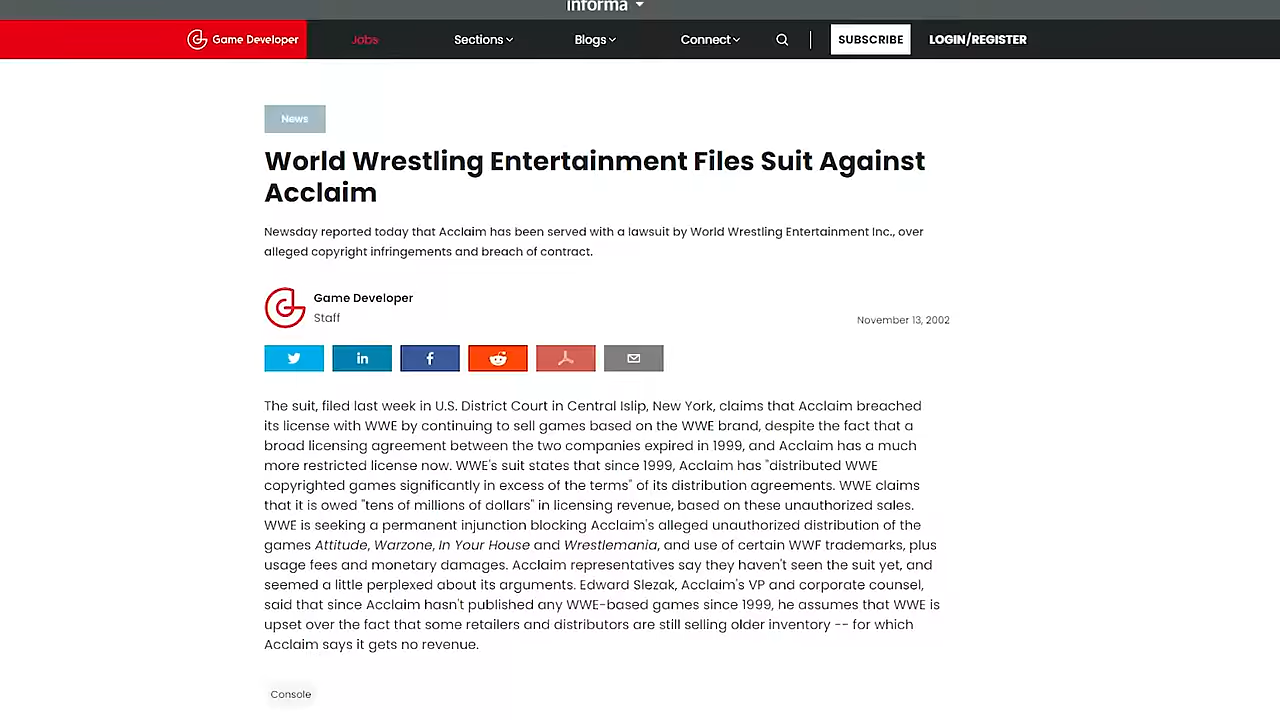 informa
Game Developer Jobs Sections Blogs Connect SUBSCRIBE LOGIN/REGISTER
News
World Wrestling Entertainment Files Suit Against
Acclaim
Newsday reported today that Acclaim has been served with a lawsuit by World Wrestling Entertainment Inc., over
alleged copyright infringements and breach of contract.
Game Developer
Staff
November 13, 2002
The suit, filed last week in U.S. District Court in Central Islip, New York, claims that Acclaim breached
its license with WWE by continuing to sell games based on the WWE brand, despite the fact that a
broad licensing agreement between the two companies expired in 1999, and Acclaim has a much
more restricted license now. WWE's suit states that since 1999, Acclaim has "distributed WWE
copyrighted games significantly in excess of the terms" of its distribution agreements. WWE claims
that it is owed "tens of millions of dollars" in licensing revenue, based on these unauthorized sales.
WWE is seeking a permanent injunction blocking Acclaim's alleged unauthorized distribution of the
games Attitude, Warzone, In Your House and Wrestlemania, and use of certain WWF trademarks, plus
usage fees and monetary damages. Acclaim representatives say they haven't seen the suit yet, and
seemed a little perplexed about its arguments. Edward Slezak, Acclaim's VP and corporate counsel,
said that since Acclaim hasn't published any WWE-based games since 1999, he assumes that WWE is
upset over the fact that some retailers and distributors are still selling older inventory -- for which
Acclaim says it gets no revenue.
Console